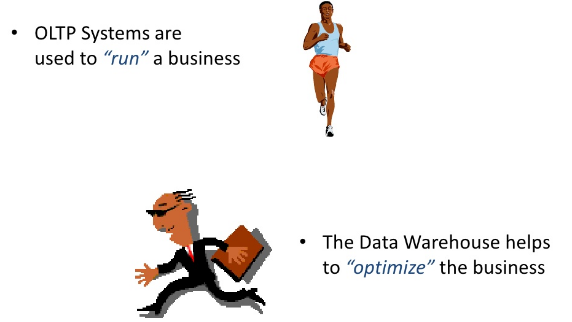 • OLTP Systems are
used to “run” a business
• The Data Warehouse helps
to “optimize” the business